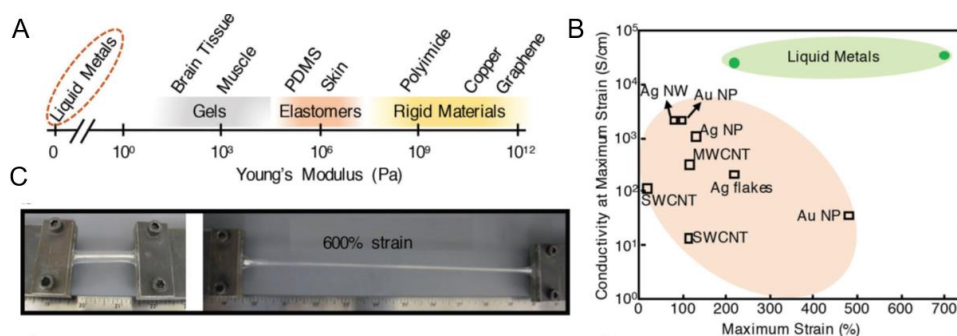 A
Liquid Metals
Brain Tissue
Muscle
PDMS
Skin
Polyimide
Copper
Graphene
Gels
Elastomers
Rigid Materials
0 10⁰ 10³ 10⁶ 10⁹ 10¹²
Young's Modulus (Pa)
C
600% strain
B
Conductivity at Maximum Strain (S/cm)
10⁵
10⁴
10³
10²
10¹
10⁰
Liquid Metals
Ag NW
Au NP
Ag NP
MWCNT
Ag flakes
SWCNT
Au NP
SWCNT
0 100 200 300 400 500 600 700
Maximum Strain (%)